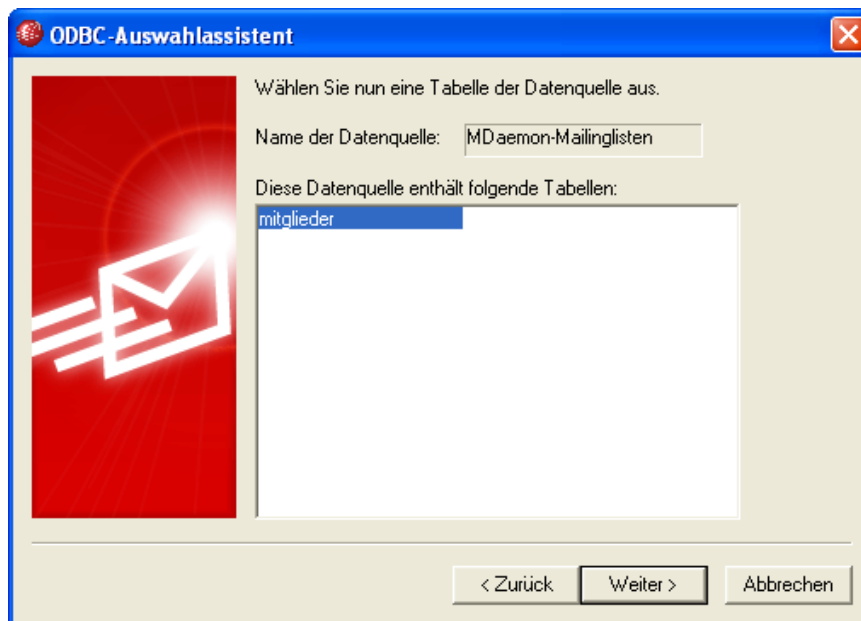 ODBC-Auswahlassistent
Wählen Sie nun eine Tabelle der Datenquelle aus.
Name der Datenquelle: MDaemon-Mailinglisten
Diese Datenquelle enthält folgende Tabellen:
mitglieder
< Zurück Weiter > Abbrechen